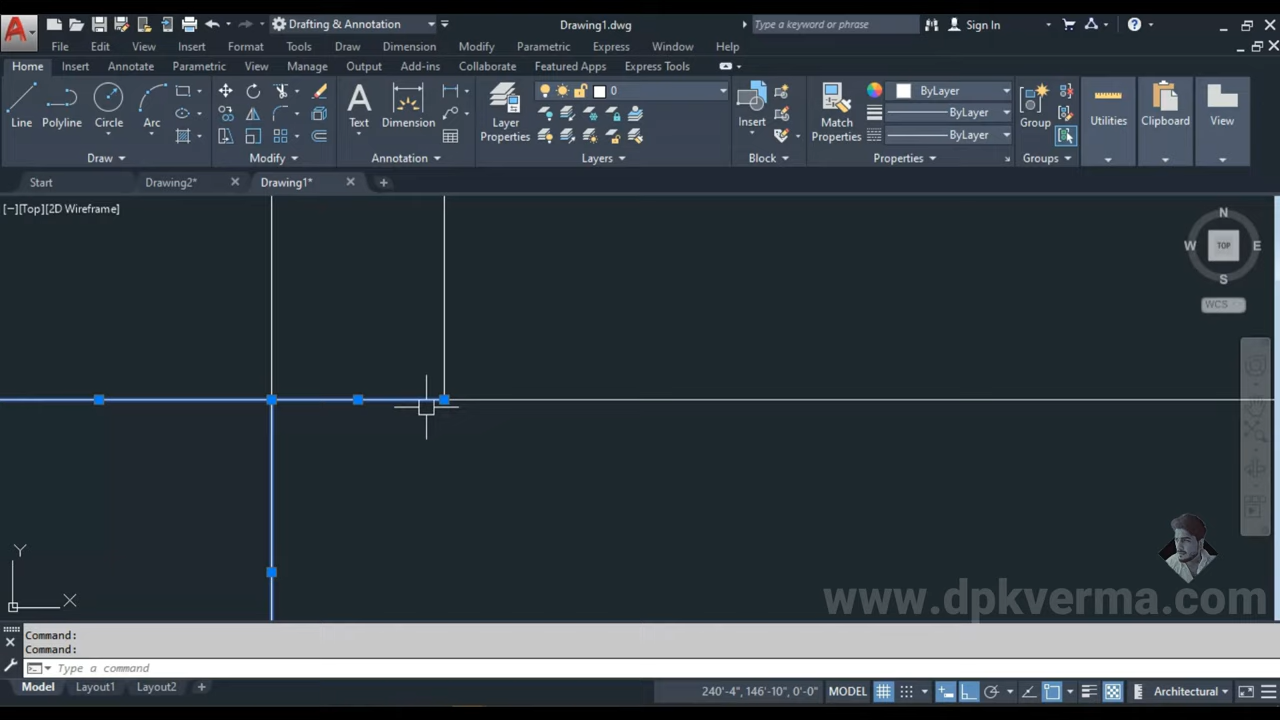 Drafting & Annotation
Drawing1.dwg
Type a keyword or phrase
Sign In
File Edit View Insert Format Tools Draw Dimension Modify Parametric Express Window Help
Home Insert Annotate Parametric View Manage Output Add-ins Collaborate Featured Apps Express Tools
0
ByLayer
Line Polyline Circle Arc Text Dimension Layer Properties Insert Match Properties ByLayer Group Utilities Clipboard View
ByLayer
Draw Modify Annotation Layers Block Properties Groups
Start Drawing2* Drawing1*
[−][Top][2D Wireframe]
N
W TOP E
S
WCS
Y
X
www.dpkverma.com
Command:
Command:
Type a command
Model Layout1 Layout2 +
240'-4", 146'-10", 0'-0" MODEL Architectural